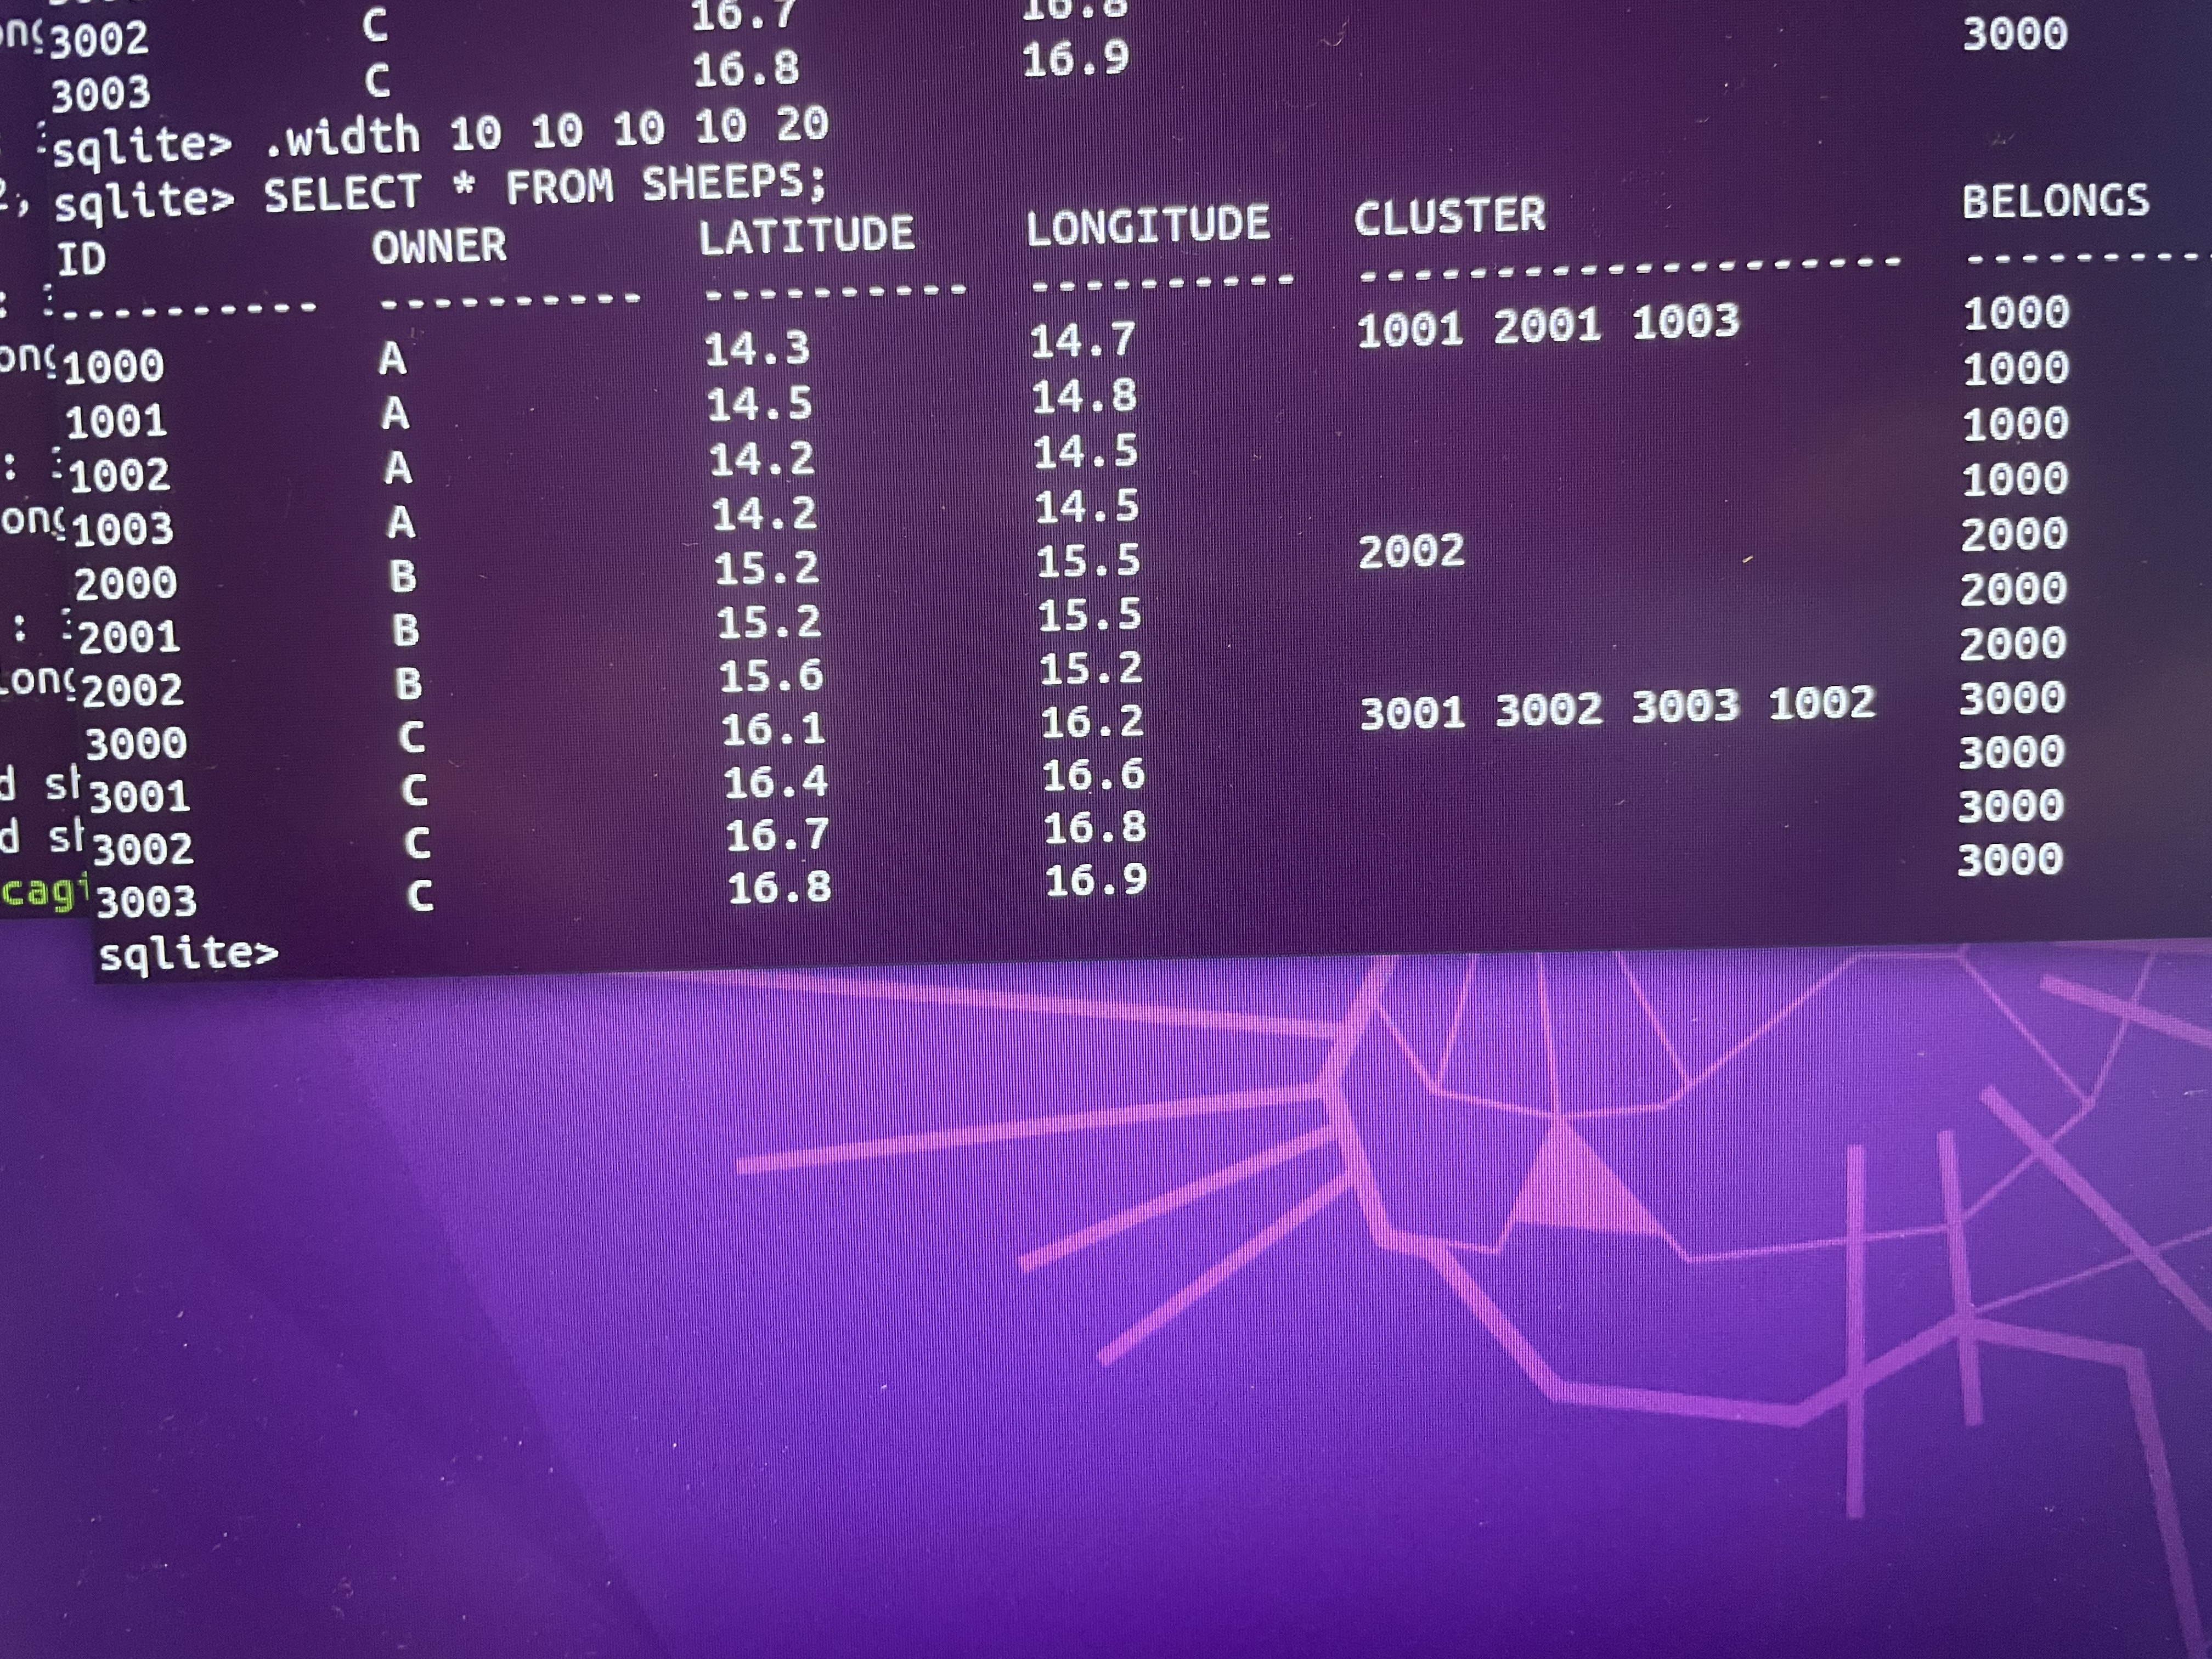 3002 C 16.7 16.8
3003 C 16.8 16.9 3000
sqlite> .width 10 10 10 10 20
sqlite> SELECT * FROM SHEEPS;
ID OWNER LATITUDE LONGITUDE CLUSTER BELONGS
---------- ---------- ---------- ---------- -------------------- ---------
1000 A 14.3 14.7 1001 2001 1003 1000
1001 A 14.5 14.8 1000
1002 A 14.2 14.5 1000
1003 A 14.2 14.5 1000
2000 B 15.2 15.5 2002 2000
2001 B 15.2 15.5 2000
2002 B 15.6 15.2 2000
3000 C 16.1 16.2 3001 3002 3003 1002 3000
3001 C 16.4 16.6 3000
3002 C 16.7 16.8 3000
3003 C 16.8 16.9 3000
sqlite>